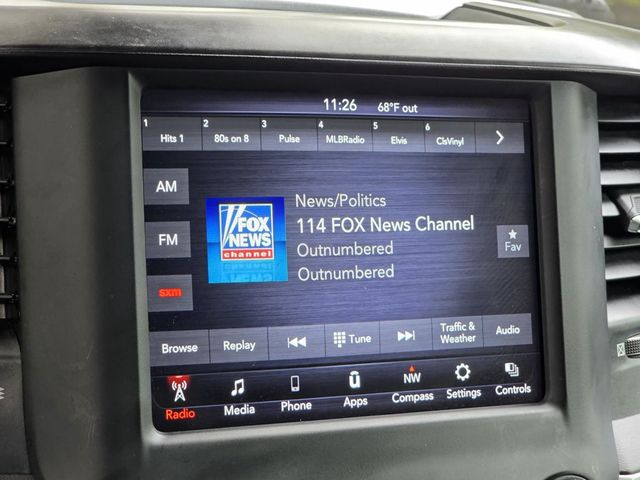 11:26 68°F out
1 2 3 4 5 6
Hits 1 80s on 8 Pulse MLBRadio Elvis ClsVinyl
AM
FM
sxm
FOX
NEWS
channel
News/Politics
114 FOX News Channel
Outnumbered
Outnumbered
Fav
Browse Replay Tune Traffic & Weather Audio
NW
Radio Media Phone Apps Compass Settings Controls